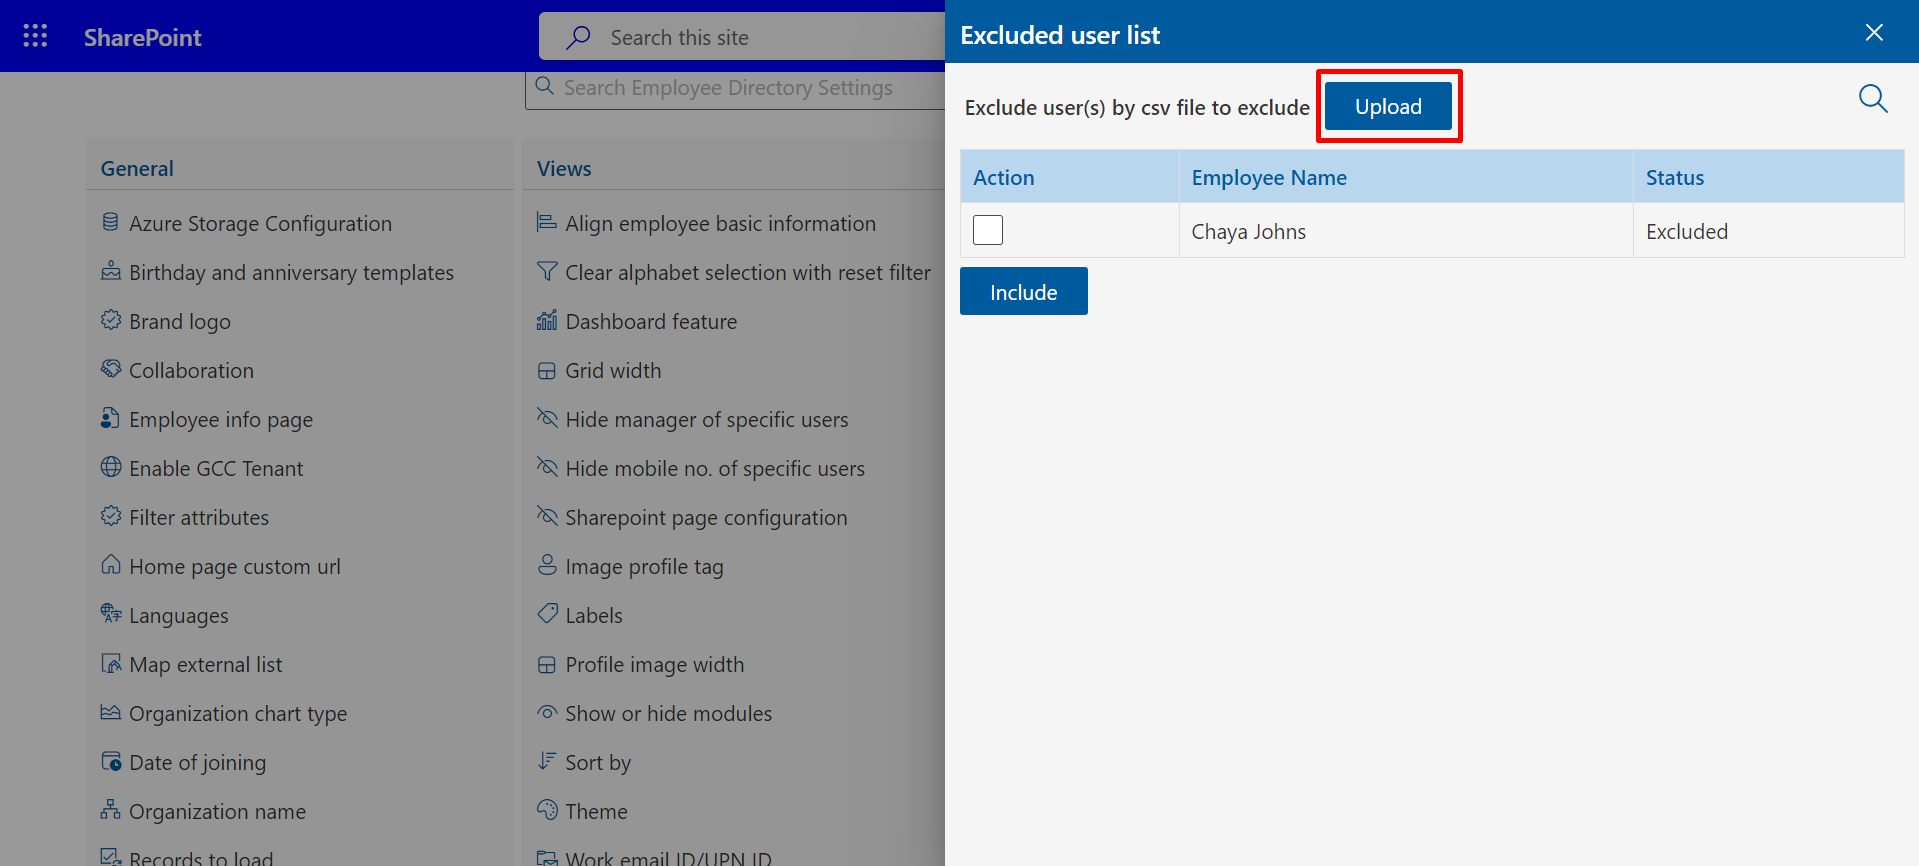 SharePoint
Search this site
Search Employee Directory Settings
General
Azure Storage Configuration
Birthday and anniversary templates
Brand logo
Collaboration
Employee info page
Enable GCC Tenant
Filter attributes
Home page custom url
Languages
Map external list
Organization chart type
Date of joining
Organization name
Records to load
Views
Align employee basic information
Clear alphabet selection with reset filter
Dashboard feature
Grid width
Hide manager of specific users
Hide mobile no. of specific users
Sharepoint page configuration
Image profile tag
Labels
Profile image width
Show or hide modules
Sort by
Theme
Work email ID/UPN ID
Excluded user list
Exclude user(s) by csv file to exclude Upload
Action Employee Name Status
Chaya Johns Excluded
Include